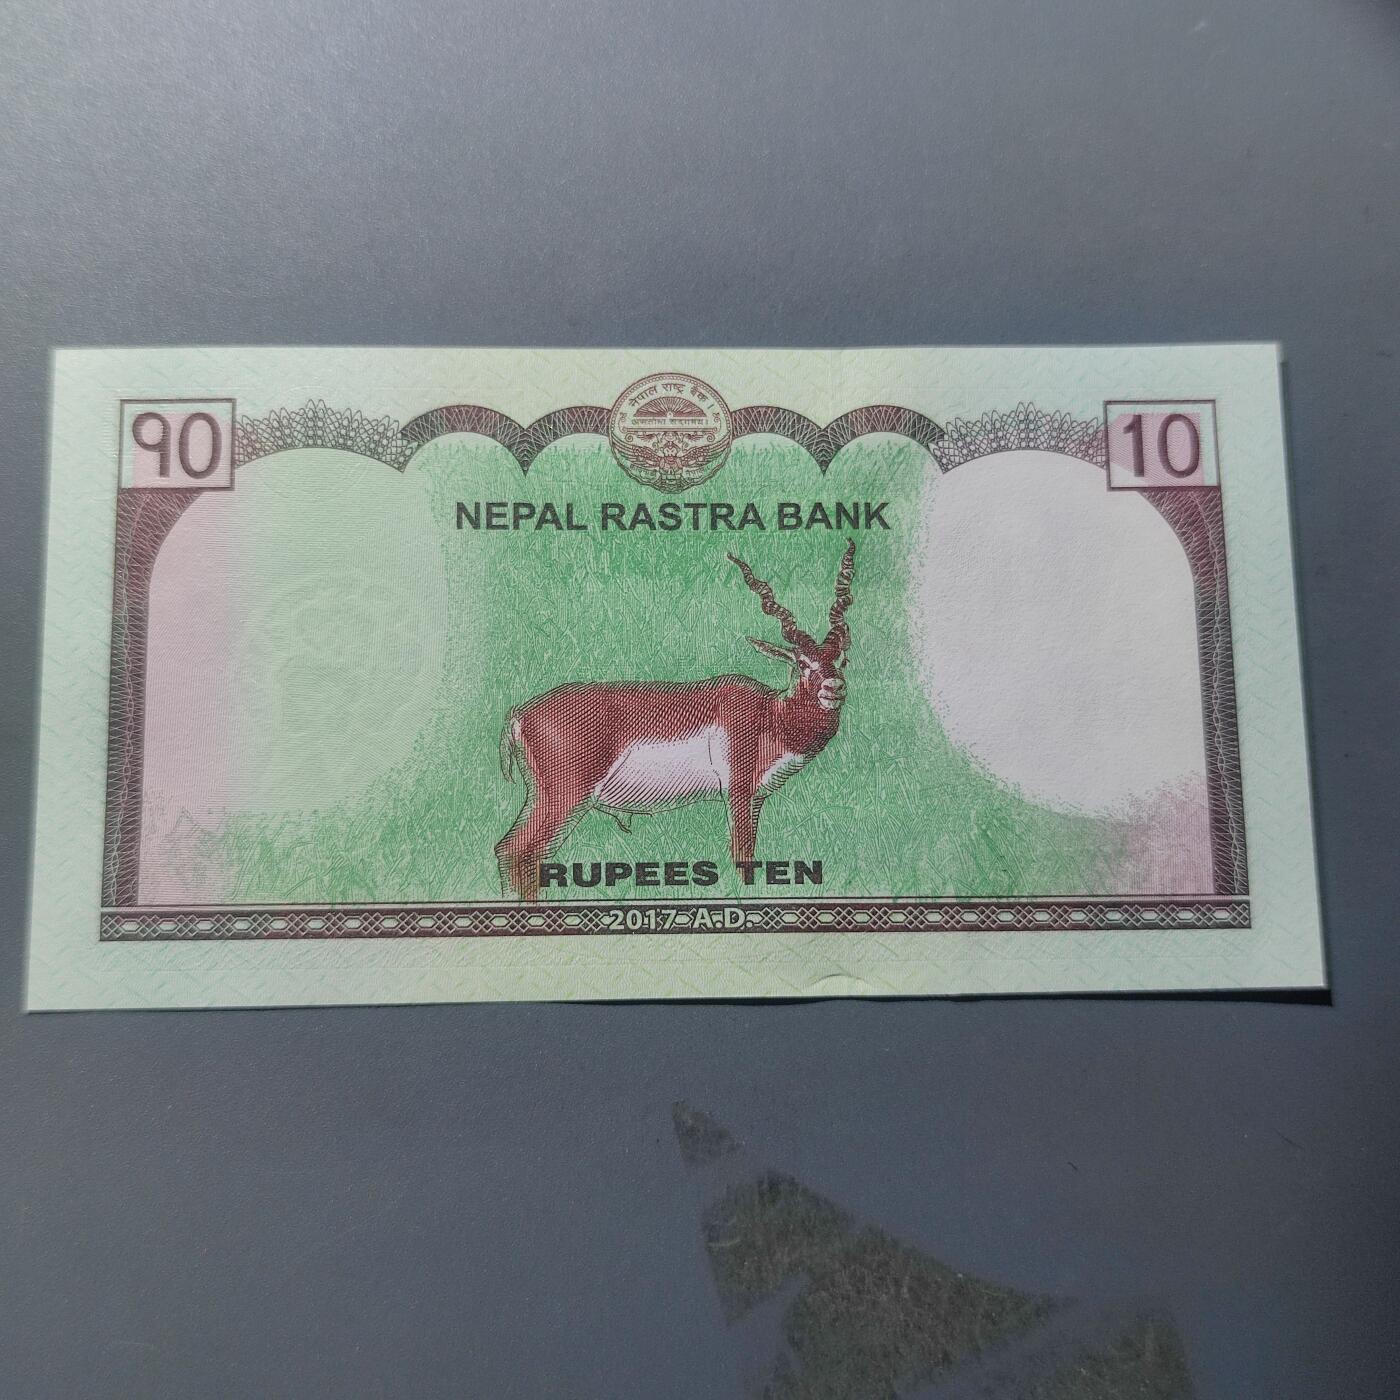 १०
नेपाल राष्ट्र बैंक
10
NEPAL RASTRA BANK
RUPEES TEN
2017 A.D.